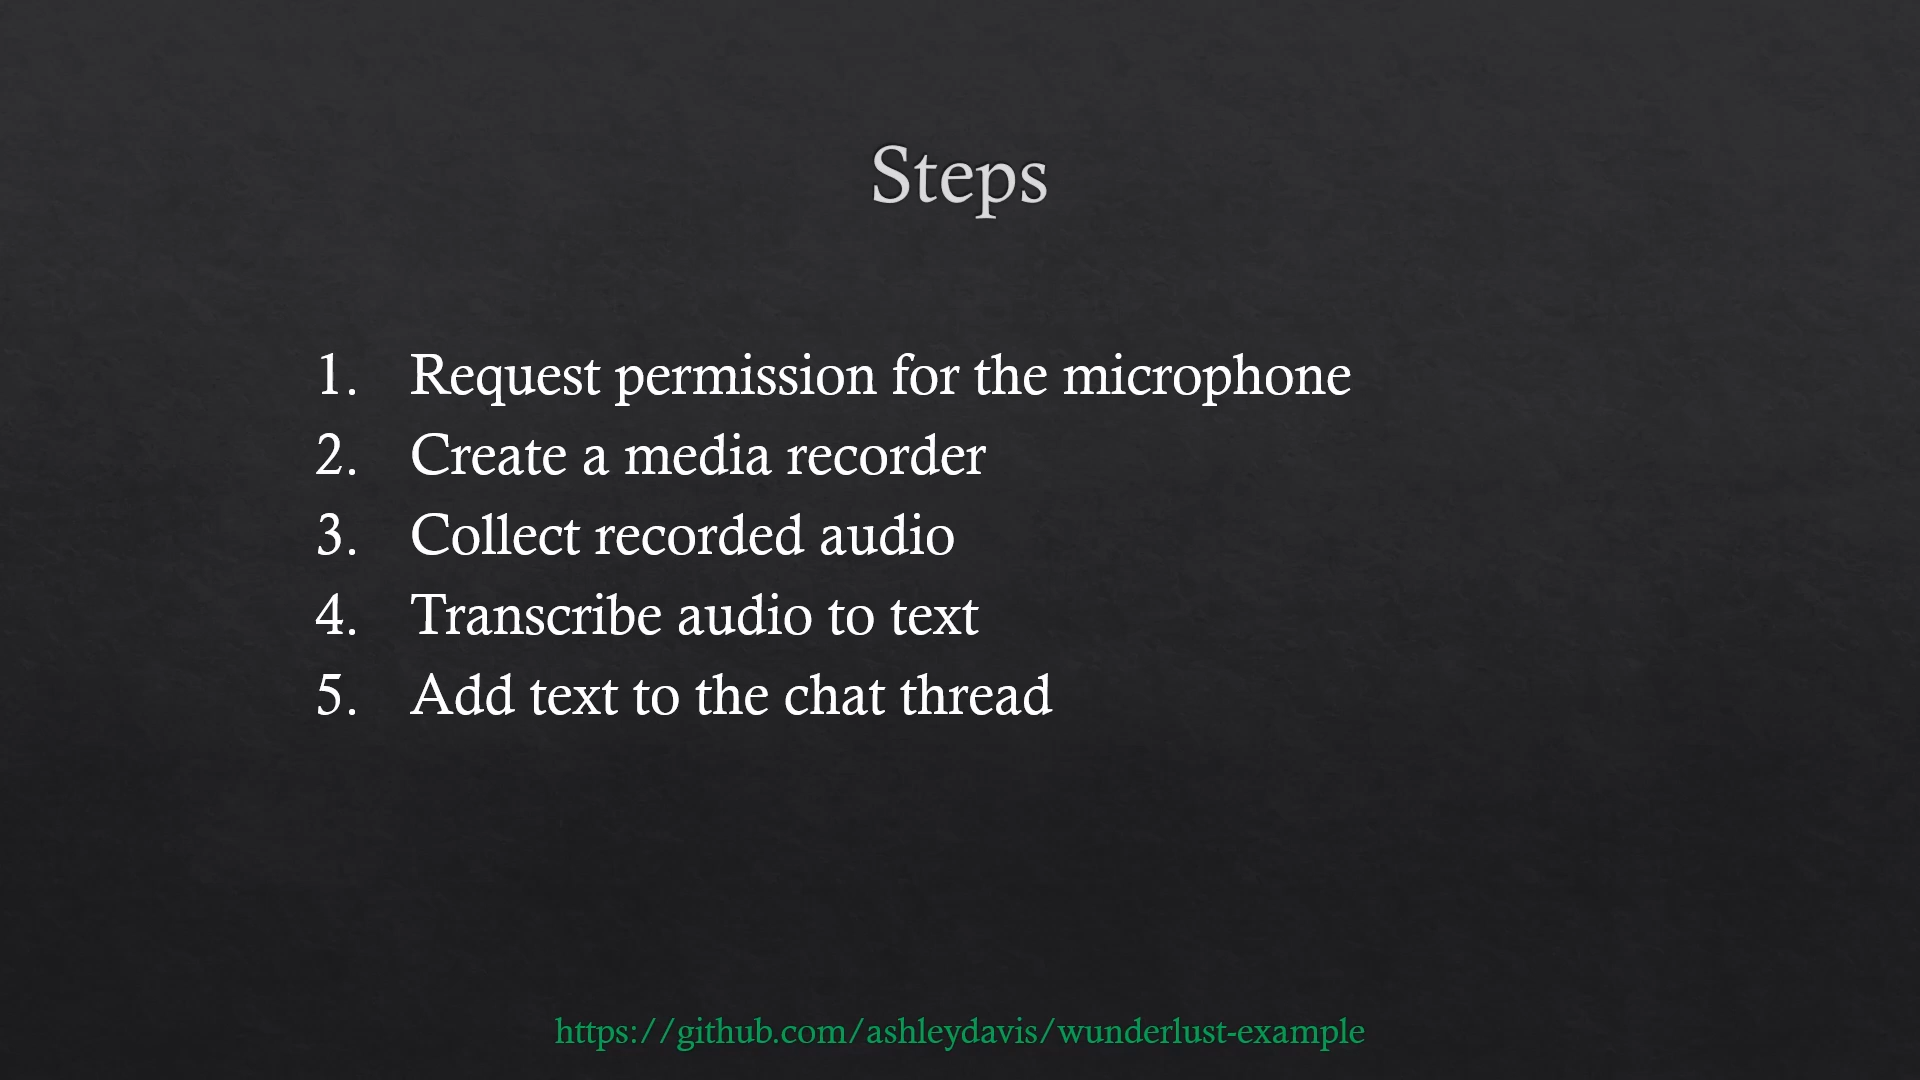 Steps
1. Request permission for the microphone
2. Create a media recorder
3. Collect recorded audio
4. Transcribe audio to text
5. Add text to the chat thread
https://github.com/ashleydavis/wunderlust-example